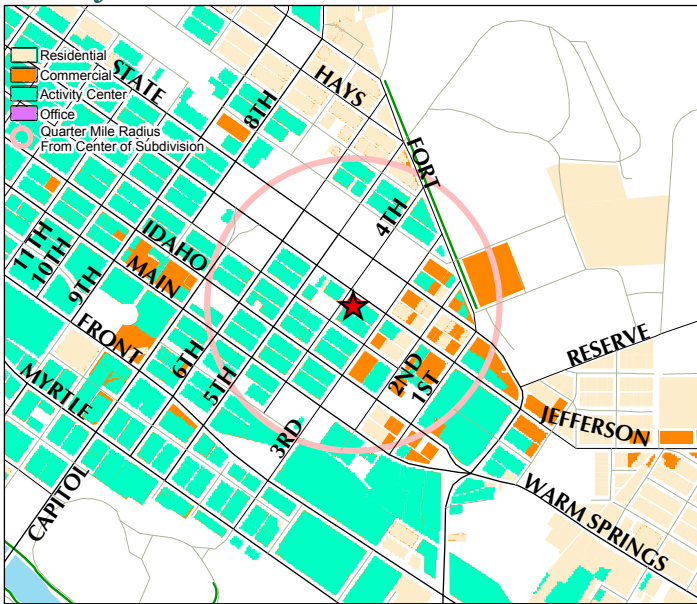 Residential
Commercial
Activity Center
Office
Quarter Mile Radius
From Center of Subdivision
STATE
HAYS
8TH
FORT
4TH
11TH
10TH
9TH
IDAHO
MAIN
FRONT
MYRTLE
6TH
5TH
3RD
2ND
1ST
RESERVE
JEFFERSON
WARM SPRINGS
CAPITOL